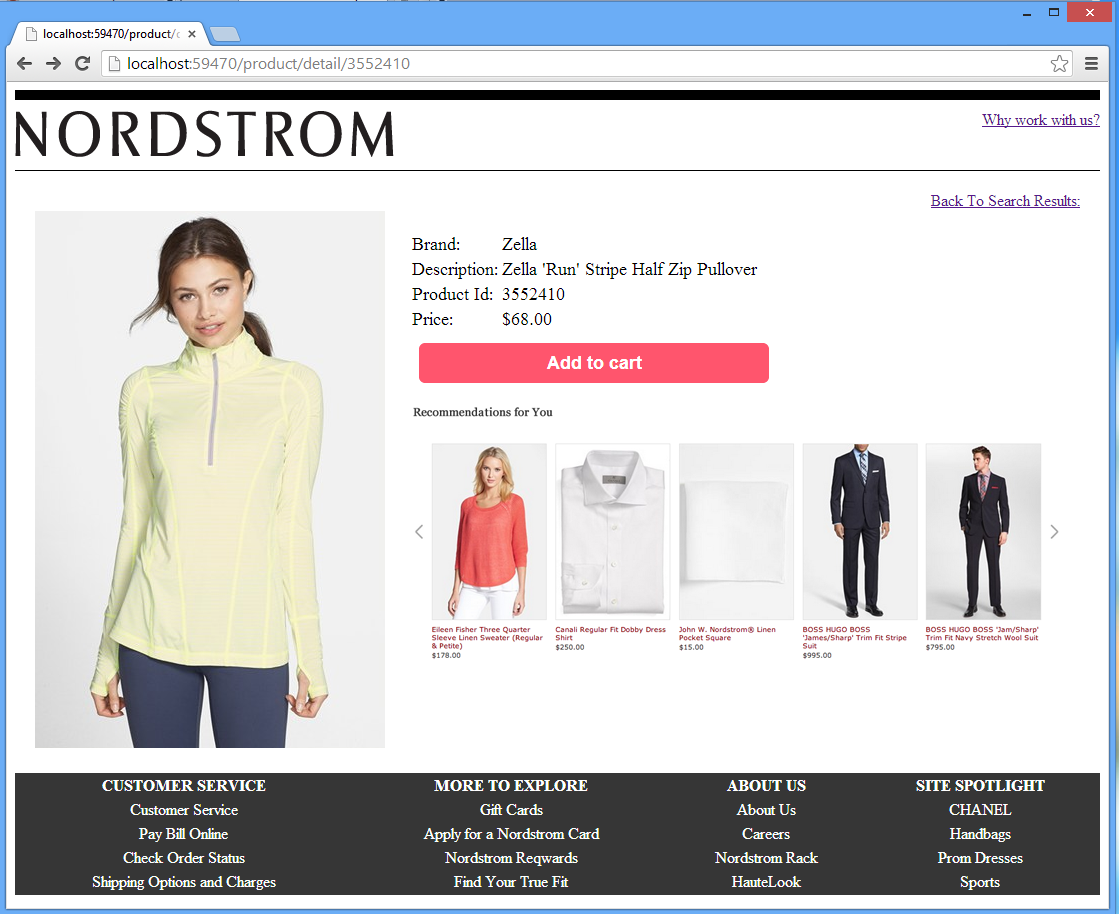 localhost:59470/product/d
localhost:59470/product/detail/3552410
NORDSTROM
Why work with us?
Back To Search Results:
Brand: Zella
Description: Zella 'Run' Stripe Half Zip Pullover
Product Id: 3552410
Price: $68.00
Add to cart
Recommendations for You
Eileen Fisher Three Quarter
Sleeve Linen Sweater (Regular
& Petite)
$178.00
Canali Regular Fit Dobby Dress
Shirt
$250.00
John W. Nordstrom® Linen
Pocket Square
$15.00
BOSS HUGO BOSS
'James/Sharp' Trim Fit Stripe
Suit
$995.00
BOSS HUGO BOSS 'Jam/Sharp'
Trim Fit Navy Stretch Wool Suit
$795.00
CUSTOMER SERVICE
Customer Service
Pay Bill Online
Check Order Status
Shipping Options and Charges
MORE TO EXPLORE
Gift Cards
Apply for a Nordstrom Card
Nordstrom Reqwards
Find Your True Fit
ABOUT US
About Us
Careers
Nordstrom Rack
HauteLook
SITE SPOTLIGHT
CHANEL
Handbags
Prom Dresses
Sports